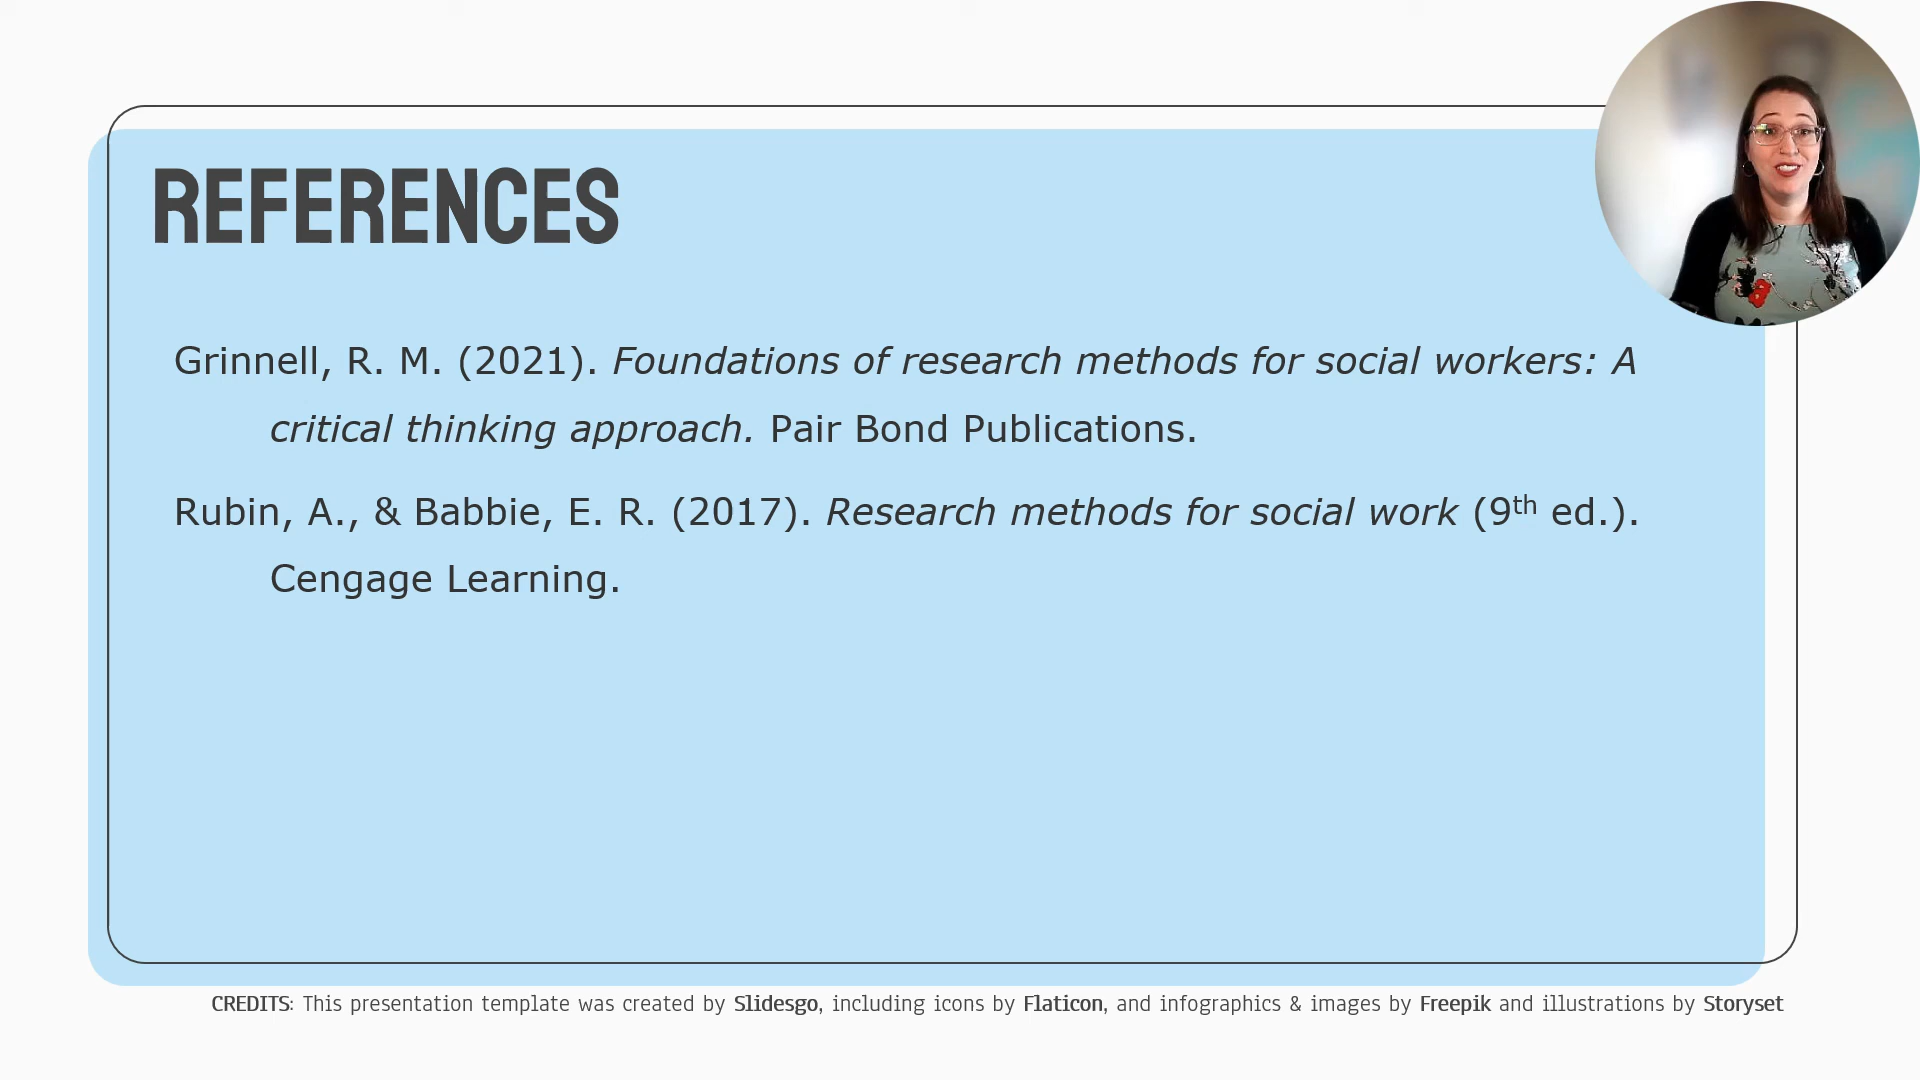 REFERENCES
Grinnell, R. M. (2021). Foundations of research methods for social workers: A
critical thinking approach. Pair Bond Publications.
Rubin, A., & Babbie, E. R. (2017). Research methods for social work (9th ed.).
Cengage Learning.
CREDITS: This presentation template was created by Slidesgo, including icons by Flaticon, and infographics & images by Freepik and illustrations by Storyset